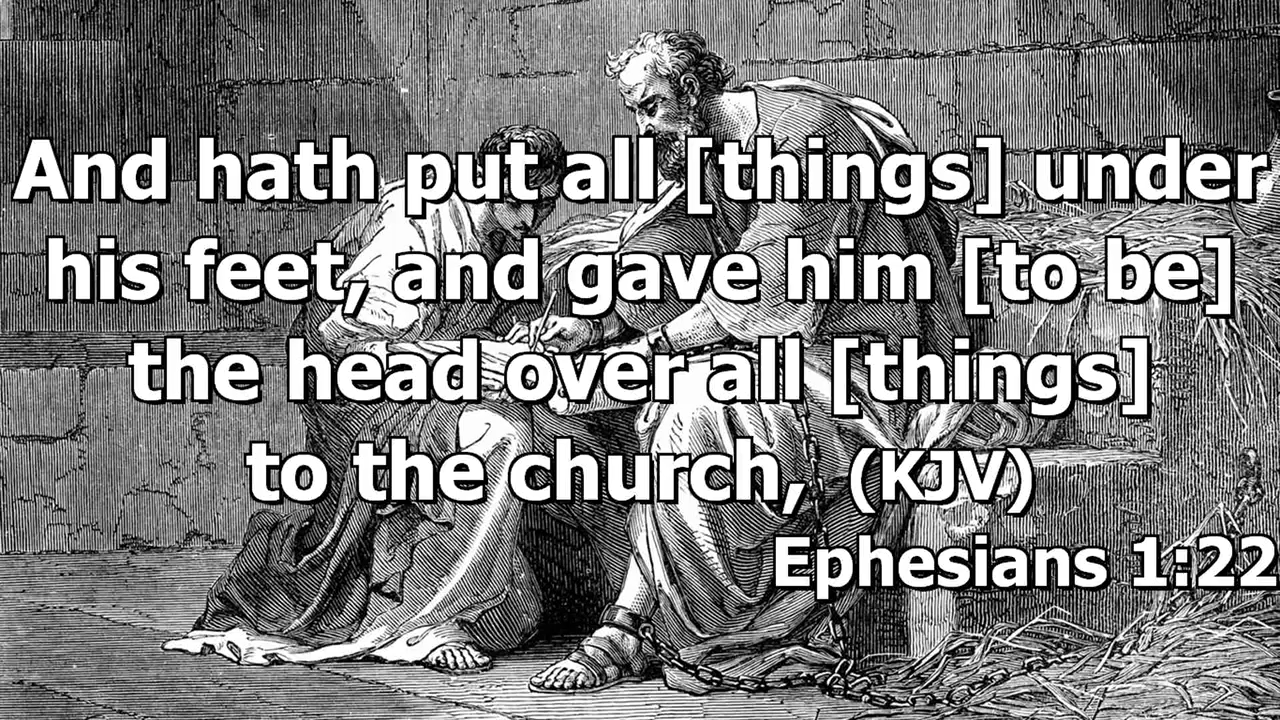 And hath put all [things] under
his feet, and gave him [to be]
the head over all [things]
to the church, (KJV)
Ephesians 1:22